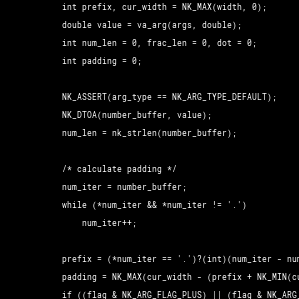 int prefix, cur_width = NK_MAX(width, 0);
double value = va_arg(args, double);
int num_len = 0, frac_len = 0, dot = 0;
int padding = 0;
NK_ASSERT(arg_type == NK_ARG_TYPE_DEFAULT);
NK_DTOA(number_buffer, value);
num_len = nk_strlen(number_buffer);
/* calculate padding */
num_iter = number_buffer;
while (*num_iter && *num_iter != '.')
num_iter++;
prefix = (*num_iter == '.')?(int)(num_iter - num
padding = NK_MAX(cur_width - (prefix + NK_MIN(cu
if ((flag & NK_ARG_FLAG_PLUS) || (flag & NK_ARG_